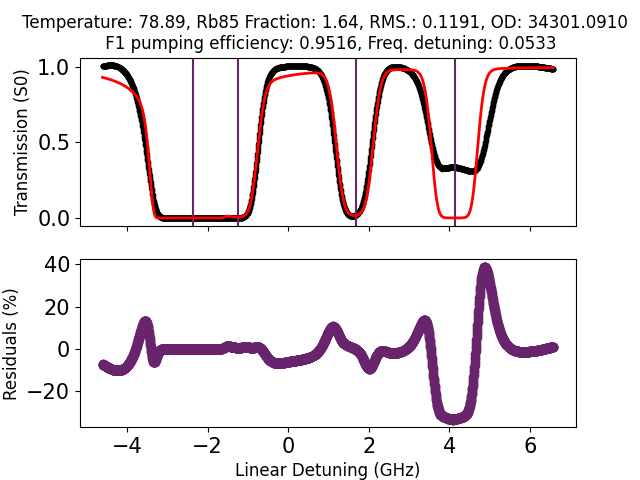 Temperature: 78.89, Rb85 Fraction: 1.64, RMS.: 0.1191, OD: 34301.0910
F1 pumping efficiency: 0.9516, Freq. detuning: 0.0533
Transmission (S0)
1.0
0.5
0.0
Residuals (%)
40
20
0
−20
−4 −2 0 2 4 6
Linear Detuning (GHz)